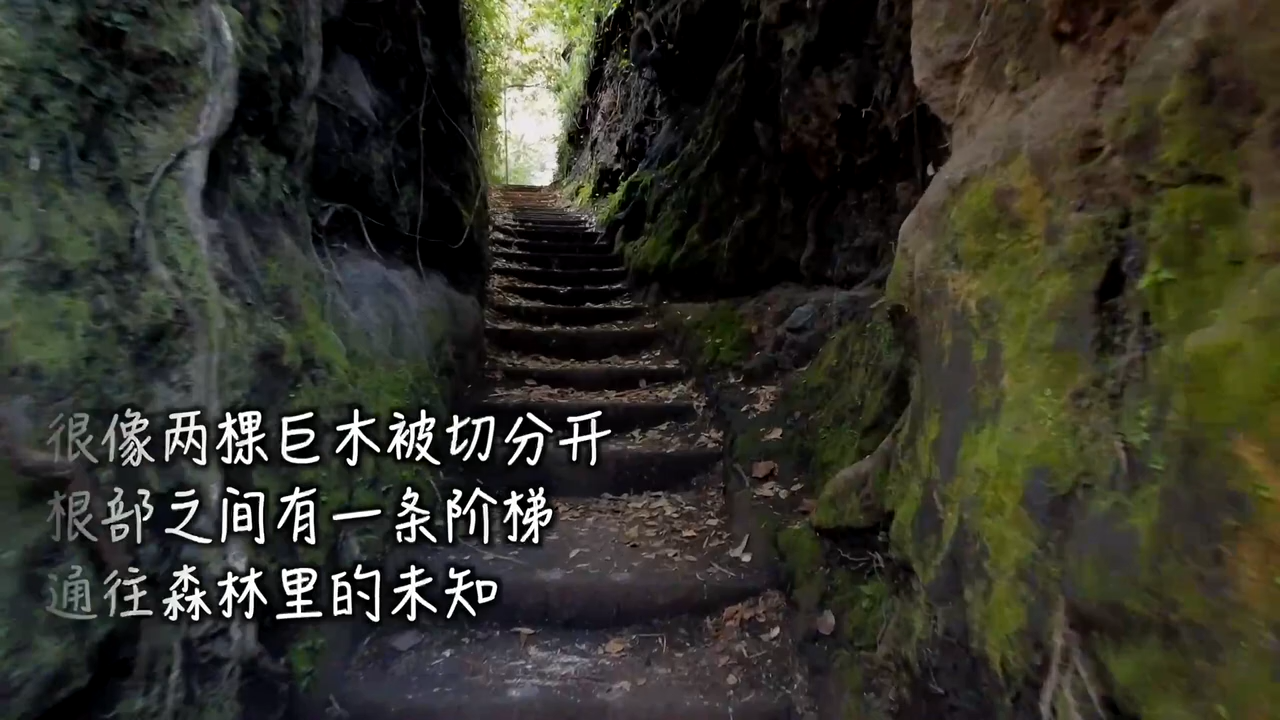 很像两棵巨木被切分开
根部之间有一条阶梯
通往森林里的未知